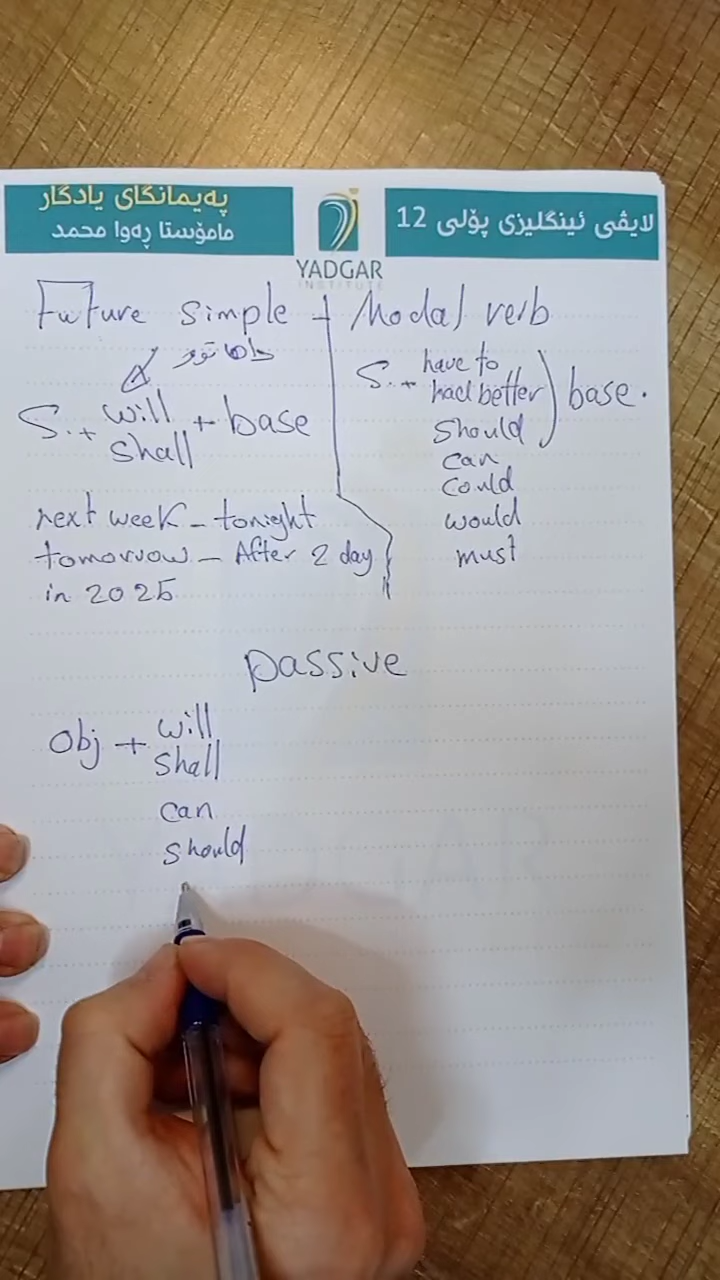 پەیمانگای یادگار
مامۆستا ڕەوا محمد
YADGAR
INSTITUTE
لایڤی ئینگلیزی پۆلی 12
Future simple + Modal verb
S. + will shall + base
next week - tonight
tomorrow - After 2 day
in 2025
S. + have to
had better
should
can
could
would
must
base.
passive
Obj + will
shall
can
should
YADGAR